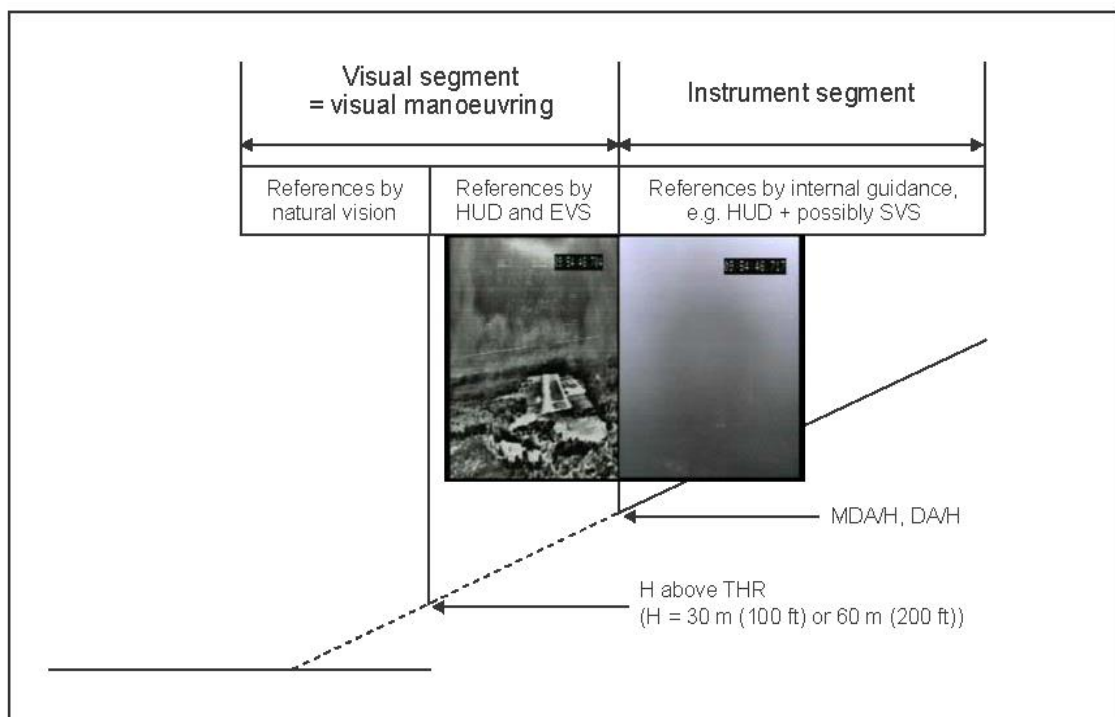 Visual segment
= visual manoeuvring
Instrument segment
References by
natural vision
References by
HUD and EVS
References by internal guidance,
e.g. HUD + possibly SVS
MDA/H, DA/H
H above THR
(H = 30 m (100 ft) or 60 m (200 ft))